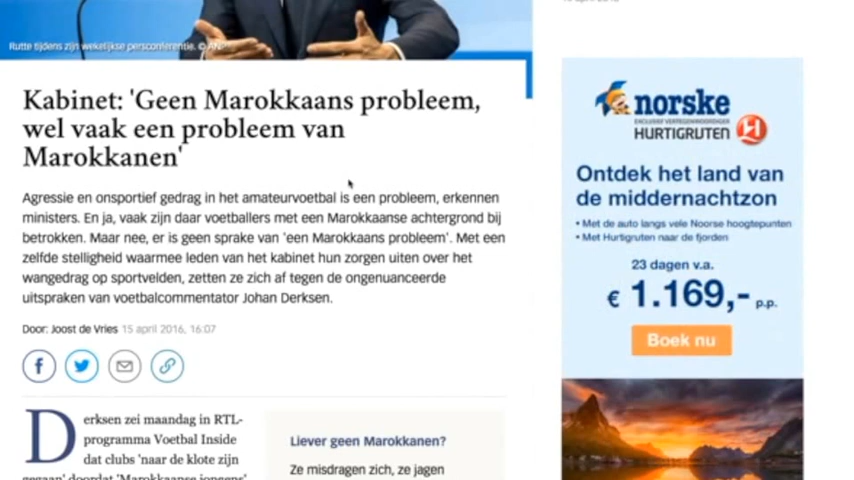 Rutte tijdens zijn wekelijkse persconferentie. © ANP
Kabinet: 'Geen Marokkaans probleem,
wel vaak een probleem van
Marokkanen'
Agressie en onsportief gedrag in het amateurvoetbal is een probleem, erkennen
ministers. En ja, vaak zijn daar voetballers met een Marokkaanse achtergrond bij
betrokken. Maar nee, er is geen sprake van 'een Marokkaans probleem'. Met een
zelfde stelligheid waarmee leden van het kabinet hun zorgen uiten over het
wangedrag op sportvelden, zetten ze zich af tegen de ongenuanceerde
uitspraken van voetbalcommentator Johan Derksen.
Door: Joost de Vries 15 april 2016, 16:07
Derksen zei maandag in RTL-
programma Voetbal Inside
dat clubs 'naar de klote zijn
gegaan' doordat 'Marokkaanse jongens'
Liever geen Marokkanen?
Ze misdragen zich, ze jagen
norske
EXCLUSIEF VERTEGENWOORDIGER
HURTIGRUTEN
Ontdek het land van
de middernachtzon
• Met de auto langs vele Noorse hoogtepunten
• Met Hurtigruten naar de fjorden
23 dagen v.a.
€ 1.169,- p.p.
Boek nu